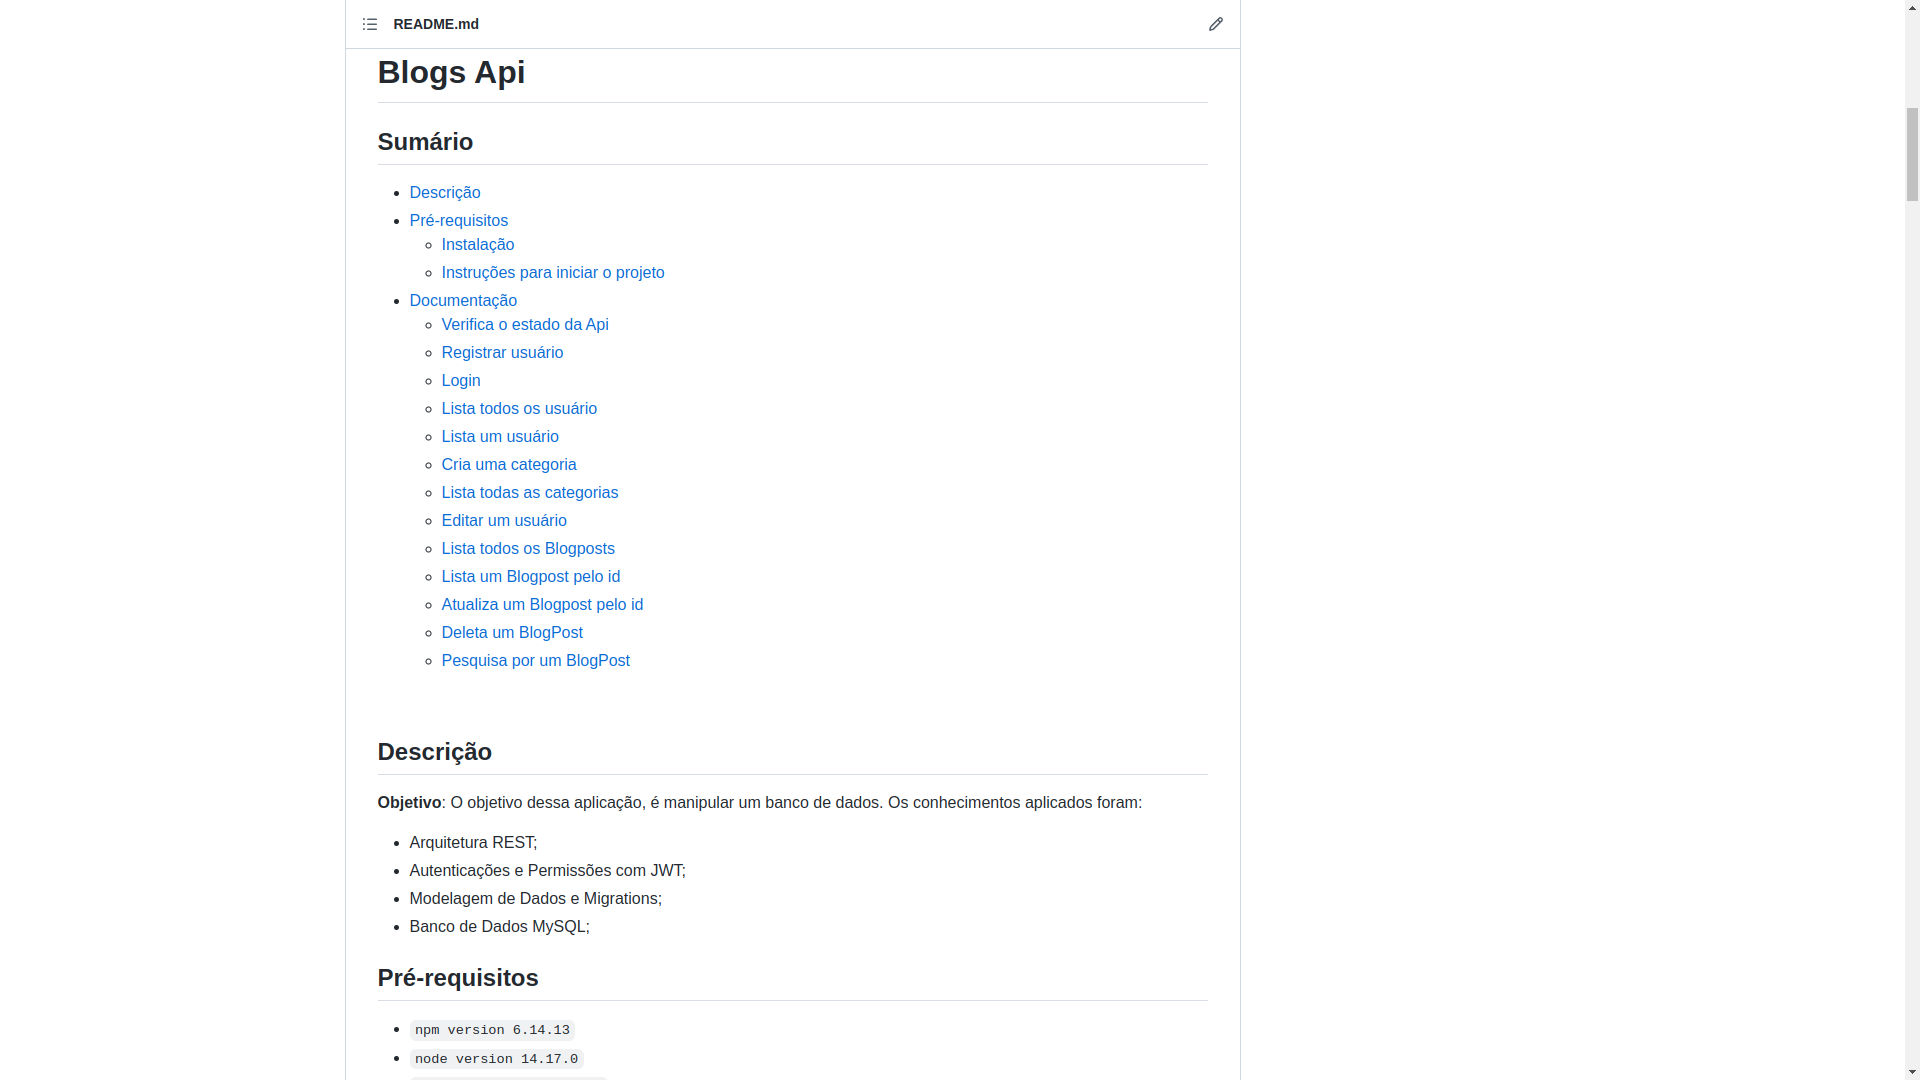 README.md
Blogs Api
Sumário
Descrição
Pré-requisitos
Instalação
Instruções para iniciar o projeto
Documentação
Verifica o estado da Api
Registrar usuário
Login
Lista todos os usuário
Lista um usuário
Cria uma categoria
Lista todas as categorias
Editar um usuário
Lista todos os Blogposts
Lista um Blogpost pelo id
Atualiza um Blogpost pelo id
Deleta um BlogPost
Pesquisa por um BlogPost
Descrição
Objetivo: O objetivo dessa aplicação, é manipular um banco de dados. Os conhecimentos aplicados foram:
Arquitetura REST;
Autenticações e Permissões com JWT;
Modelagem de Dados e Migrations;
Banco de Dados MySQL;
Pré-requisitos
npm version 6.14.13
node version 14.17.0